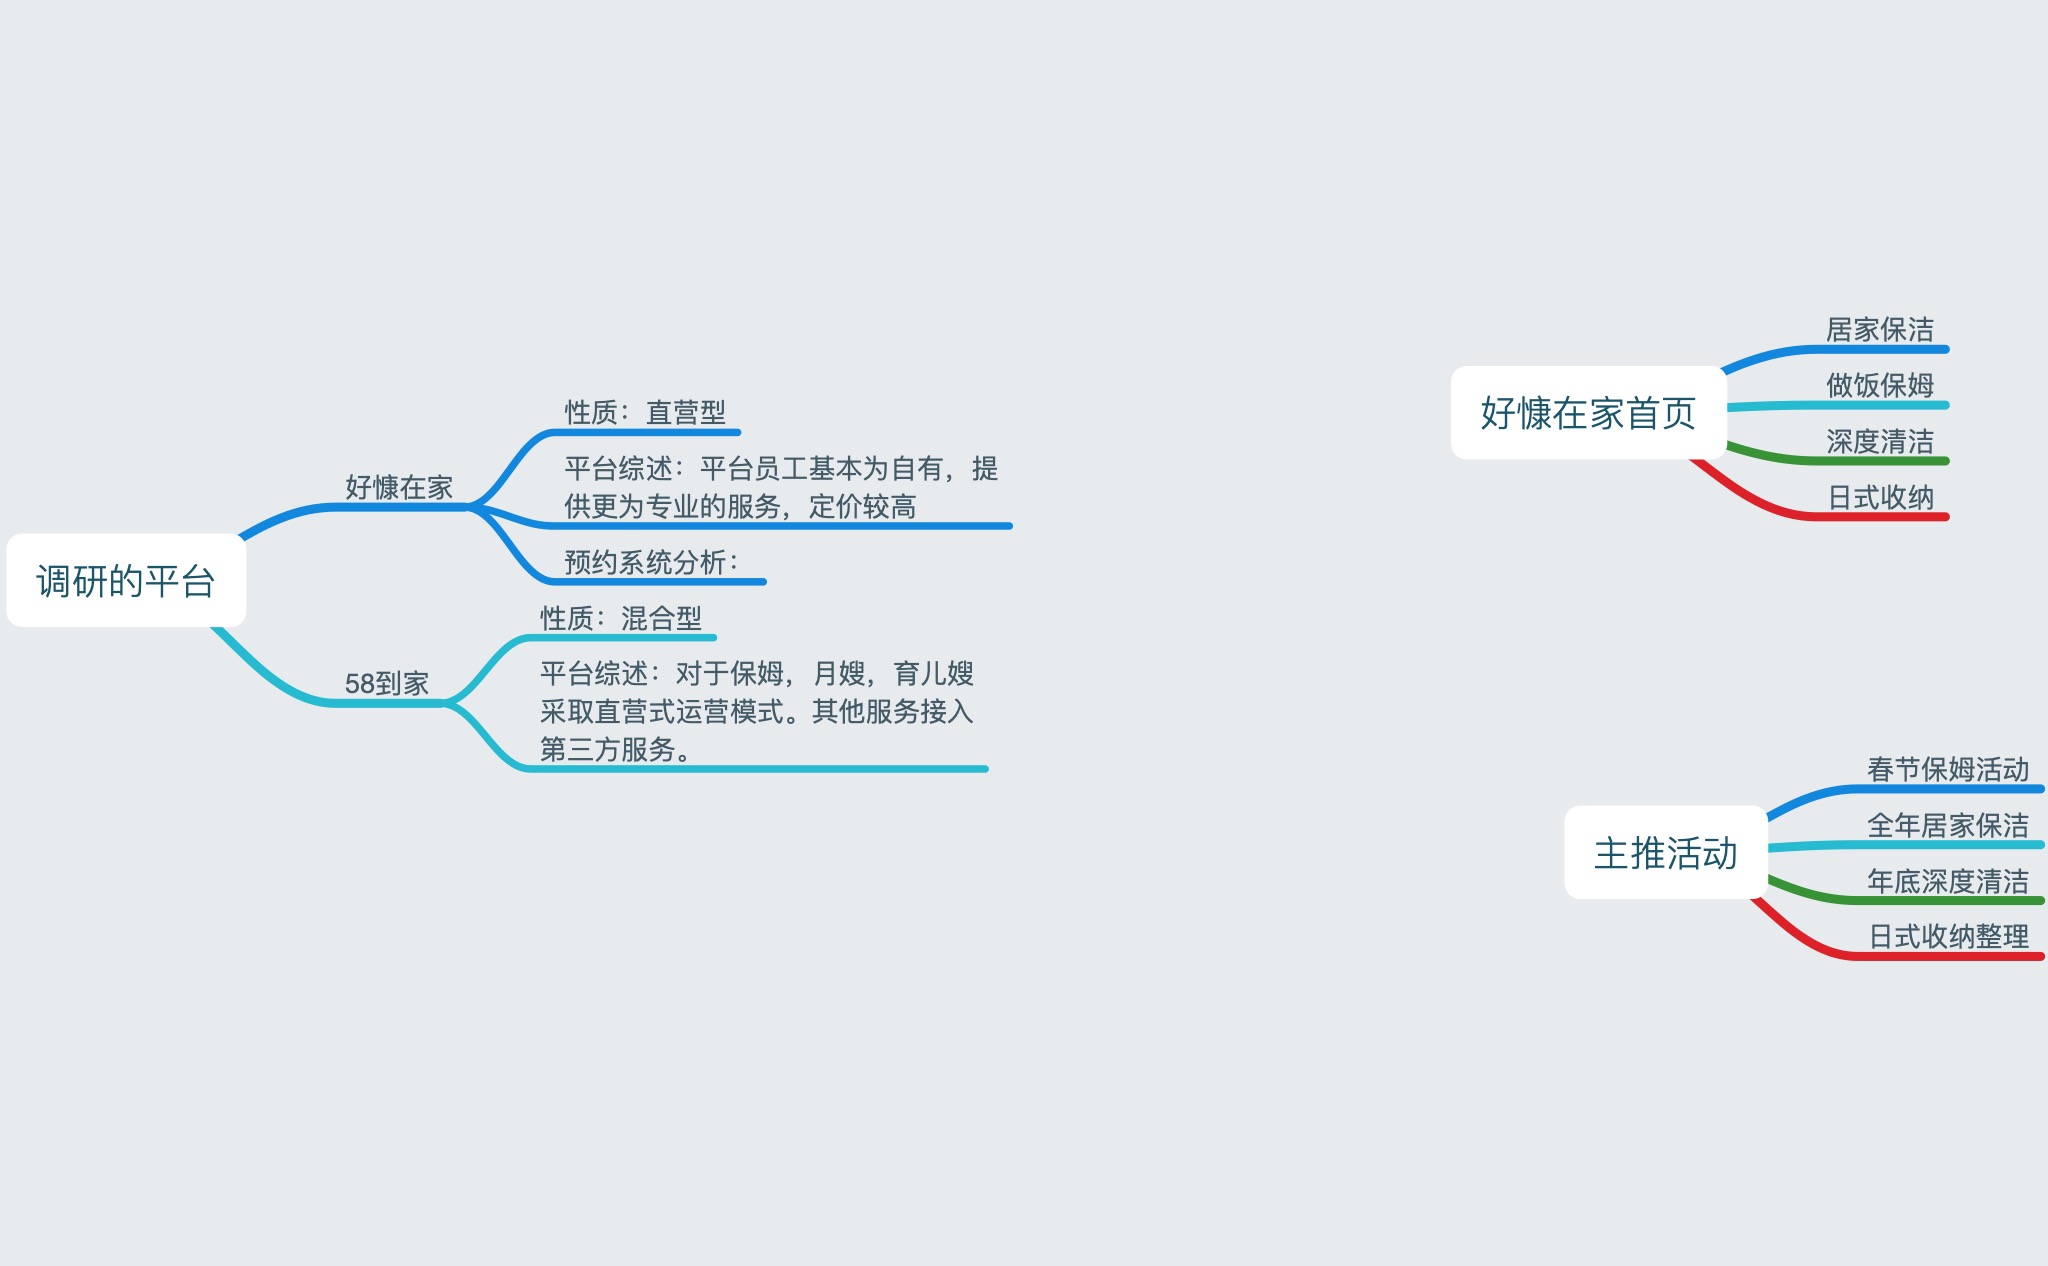 调研的平台
好慷在家
性质：直营型
平台综述：平台员工基本为自有，提
供更为专业的服务，定价较高
预约系统分析：
58到家
性质：混合型
平台综述：对于保姆，月嫂，育儿嫂
采取直营式运营模式。其他服务接入
第三方服务。
好慷在家首页
居家保洁
做饭保姆
深度清洁
日式收纳
主推活动
春节保姆活动
全年居家保洁
年底深度清洁
日式收纳整理